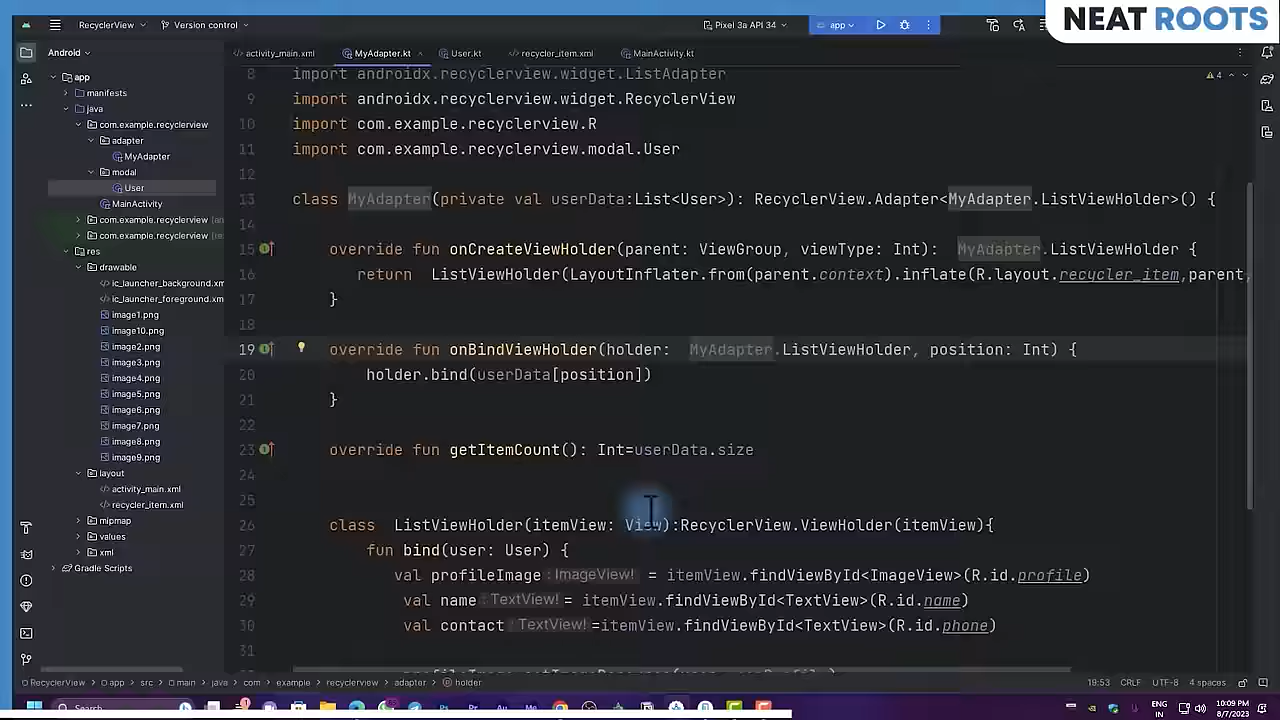 NEAT ROOTS
RecyclerView
Version control
Pixel 3a API 34
app
Android
activity_main.xml
MyAdapter.kt
User.kt
recycler_item.xml
MainActivity.kt
app
manifests
java
com.example.recyclerview
adapter
MyAdapter
modal
User
MainActivity
com.example.recyclerview
com.example.recyclerview
res
drawable
ic_launcher_background.xm
ic_launcher_foreground.xm
image1.png
image10.png
image2.png
image3.png
image4.png
image5.png
image6.png
image7.png
image8.png
image9.png
layout
activity_main.xml
recycler_item.xml
mipmap
values
xml
Gradle Scripts
4
8 import androidx.recyclerview.widget.ListAdapter
9 import androidx.recyclerview.widget.RecyclerView
10 import com.example.recyclerview.R
11 import com.example.recyclerview.modal.User
12
13 class MyAdapter(private val userData:List<User>): RecyclerView.Adapter<MyAdapter.ListViewHolder>() {
14
15 override fun onCreateViewHolder(parent: ViewGroup, viewType: Int): MyAdapter.ListViewHolder {
16 return ListViewHolder(LayoutInflater.from(parent.context).inflate(R.layout.recycler_item,parent,
17 }
18
19 override fun onBindViewHolder(holder: MyAdapter.ListViewHolder, position: Int) {
20 holder.bind(userData[position])
21 }
22
23 override fun getItemCount(): Int=userData.size
24
25
26 class ListViewHolder(itemView: View):RecyclerView.ViewHolder(itemView){
27 fun bind(user: User) {
28 val profileImage : ImageView! = itemView.findViewById<ImageView>(R.id.profile)
29 val name : TextView! = itemView.findViewById<TextView>(R.id.name)
30 val contact : TextView! =itemView.findViewById<TextView>(R.id.phone)
31
RecyclerView > app > src > main > java > com > example > recyclerview > adapter > holder
19:53 CRLF UTF-8 4 spaces
Search
ENG
IN
10:09 PM
8/7/2023